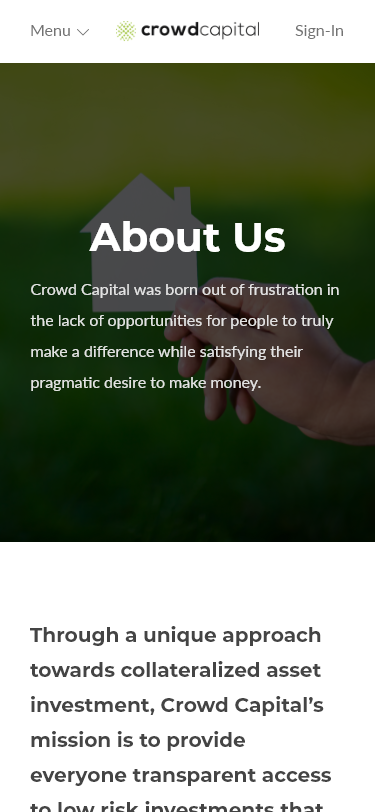 Menu crowdcapital Sign-In
About Us
Crowd Capital was born out of frustration in
the lack of opportunities for people to truly
make a difference while satisfying their
pragmatic desire to make money.
Through a unique approach
towards collateralized asset
investment, Crowd Capital’s
mission is to provide
everyone transparent access
to low risk investments that